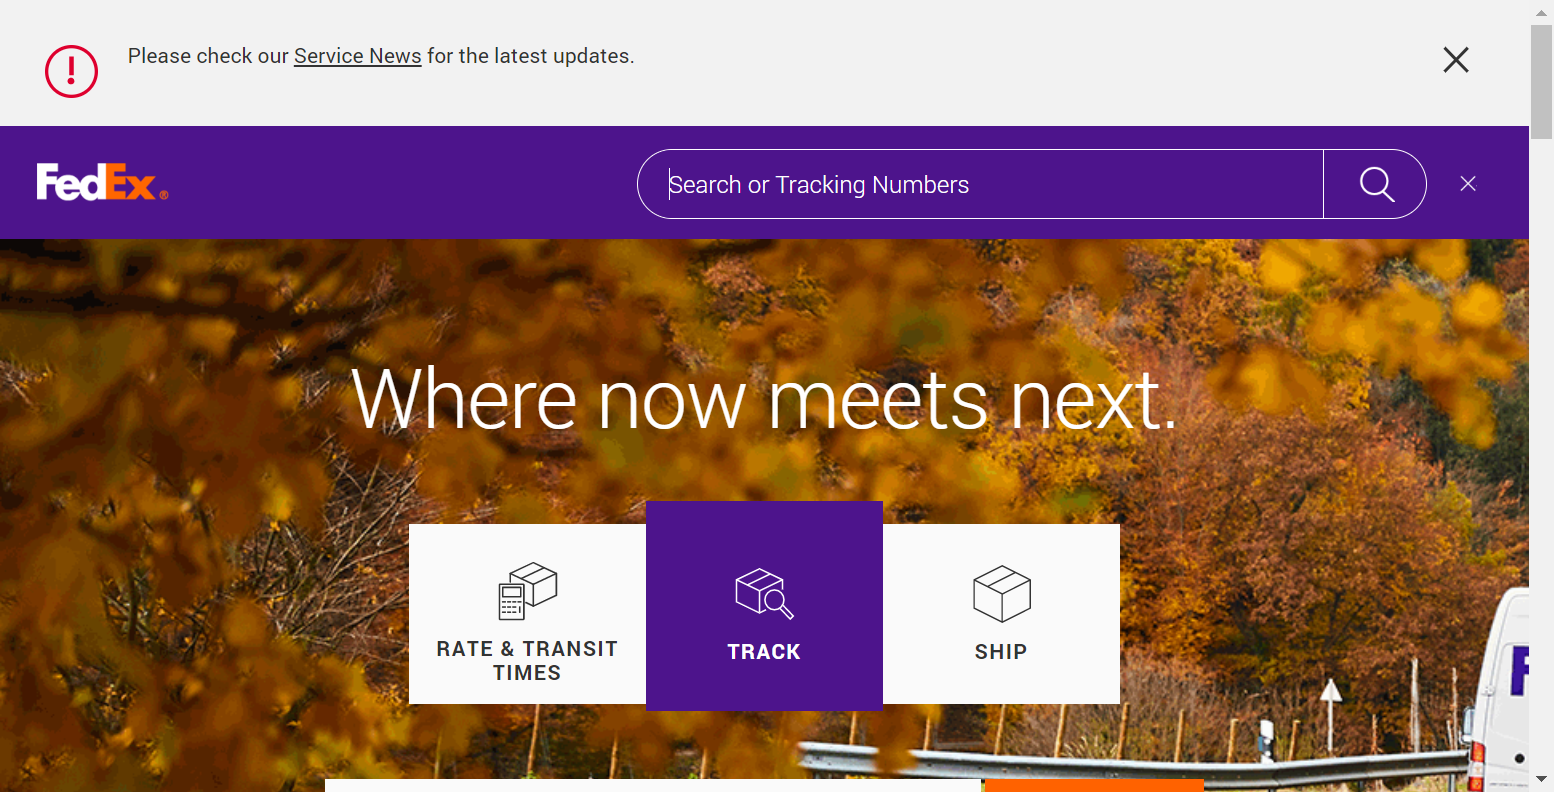 Please check our Service News for the latest updates.
FedEx®
Search or Tracking Numbers
Where now meets next.
RATE & TRANSIT
TIMES
TRACK
SHIP